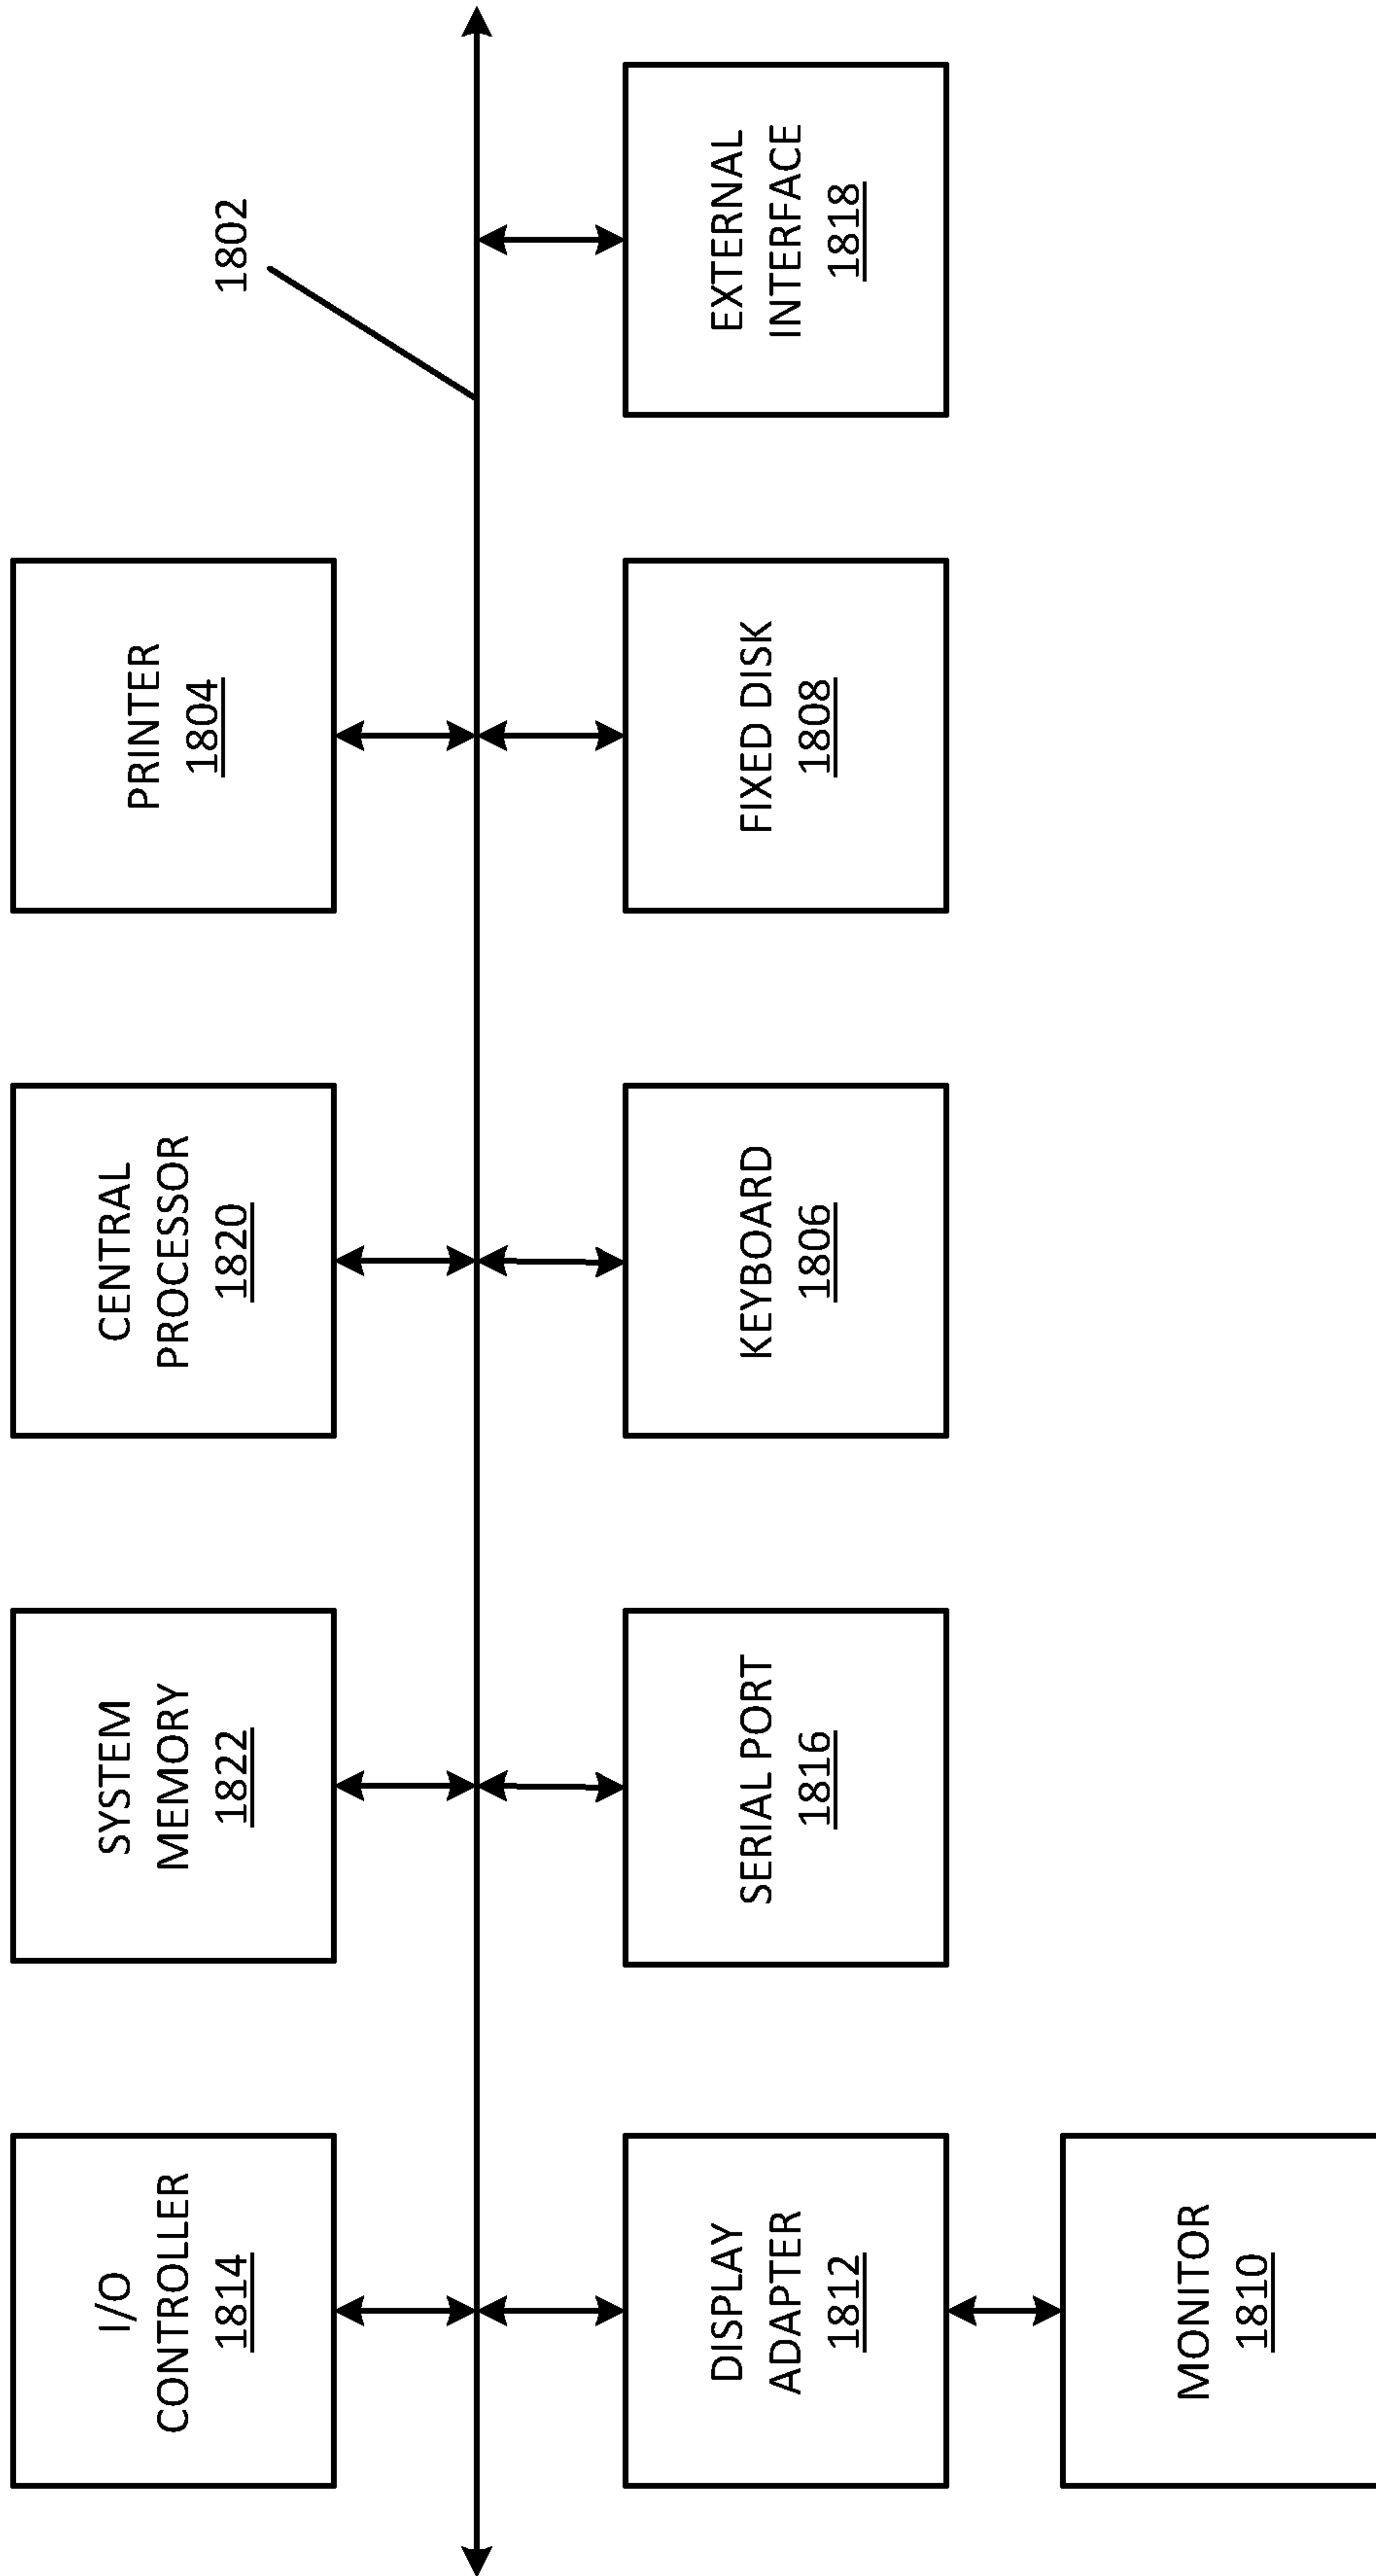 I/O
CONTROLLER
1814
SYSTEM
MEMORY
1822
CENTRAL
PROCESSOR
1820
PRINTER
1804
1802
DISPLAY
ADAPTER
1812
SERIAL PORT
1816
KEYBOARD
1806
FIXED DISK
1808
EXTERNAL
INTERFACE
1818
MONITOR
1810